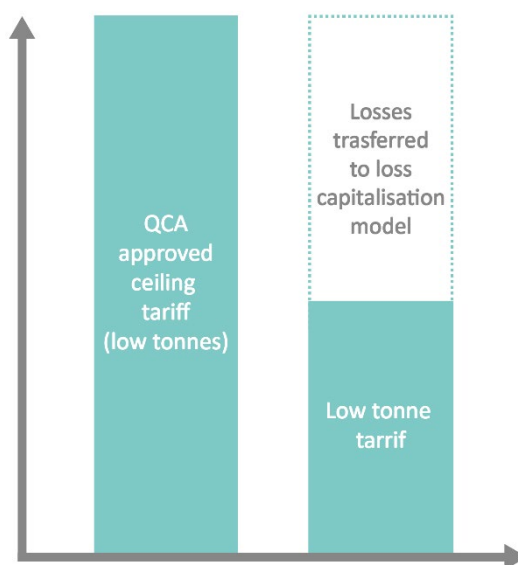 QCA
approved
ceiling
tariff
(low tonnes)
Losses
trasferred
to loss
capitalisation
model
Low tonne
tarrif